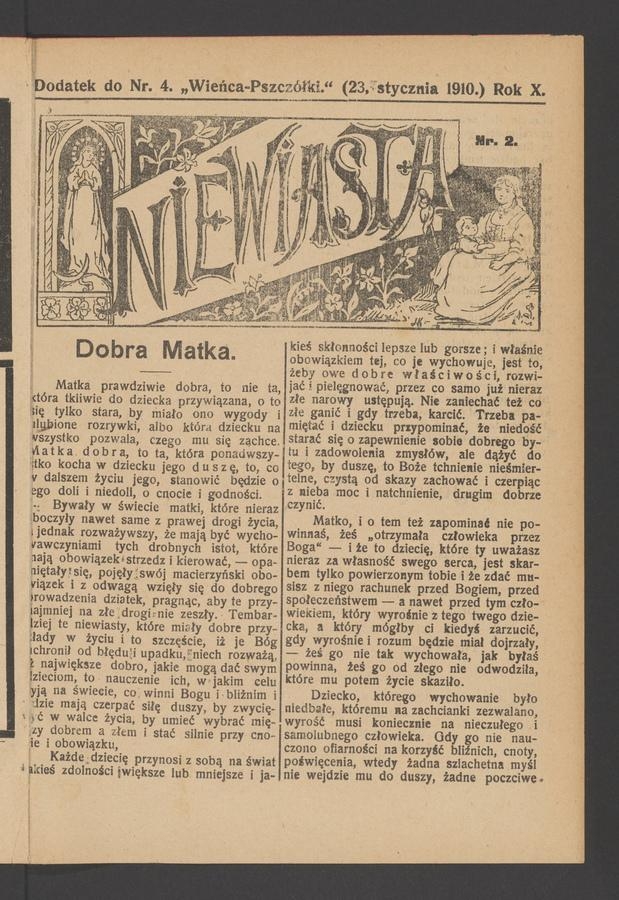 Dodatek do Nr. 4. „Wieńca-Pszczółki.“ (23. stycznia 1910.) Rok X.
Nr. 2.
NIEWIASTA
Dobra Matka.
Matka prawdziwie dobra, to nie ta,
która tkliwie do dziecka przywiązana, o to
się tylko stara, by miało ono wygody i
ulubione rozrywki, albo która dziecku na
wszystko pozwala, czego mu się zachce.
Matka dobra, to ta, która ponadwszy-
tko kocha w dziecku jego duszę, to, co
w dalszem życiu jego, stanowić będzie o
ego doli i niedoli, o cnocie i godności.
Bywały w świecie matki, które nieraz
boczyły nawet same z prawej drogi życia,
jednak rozważywszy, że mają być wycho-
wawczyniami tych drobnych istot, które
mają obowiązek strzedz i kierować, — opa-
miętały się, pojęły swój macierzyński obo-
wiązek i z odwagą wzięły się do dobrego
prowadzenia dziatek, pragnąc, aby te przy-
najmniej na złe drogi nie zeszły. Tembar-
dziej te niewiasty, które miały dobre przy-
łady w życiu i to szczęście, iż je Bóg
uchronił od błędu i upadku, niech rozważą,
ż największe dobro, jakie mogą dać swym
dzieciom, to nauczenie ich, w jakim celu
yją na świecie, co winni Bogu i bliźnim i
dzie mają czerpać siłę duszy, by zwycię-
yć w walce życia, by umieć wybrać mię-
zy dobrem a złem i stać silnie przy cno-
ie i obowiązku,
Każde dziecię przynosi z sobą na świat
akieś zdolności większe lub mniejsze i ja-
kieś skłonności lepsze lub gorsze; i właśnie
obowiązkiem tej, co je wychowuje, jest to,
żeby owe dobre właściwości, rozwi-
jać i pielęgnować, przez co samo już nieraz
złe narowy ustępują. Nie zaniechać też co
złe ganić i gdy trzeba, karcić. Trzeba pa-
miętać i dziecku przypominać, że niedość
starać się o zapewnienie sobie dobrego by-
tu i zadowolenia zmysłów, ale dążyć do
tego, by duszę, to Boże tchnienie nieśmier-
telne, czystą od skazy zachować i czerpiąc
z nieba moc i natchnienie, drugim dobrze
czynić.
Matko, i o tem też zapominać nie po-
winnaś, żeś „otrzymała człowieka przez
Boga“ — i że to dziecię, które ty uważasz
nieraz za własność swego serca, jest skar-
bem tylko powierzonym tobie i że zdać mu-
sisz z niego rachunek przed Bogiem, przed
społeczeństwem — a nawet przed tym czło-
wiekiem, który wyrośnie z tego twego dzie-
cka, a który mógłby ci kiedyś zarzucić,
gdy wyrośnie i rozum będzie miał dojrzały,
— żeś go nie tak wychowała, jak byłaś
powinna, żeś go od złego nie odwodziła,
które mu potem życie skaziło.
Dziecko, którego wychowanie było
niedbałe, któremu na zachcianki zezwalano,
wyróść musi koniecznie na nieczułego i
samolubnego człowieka. Gdy go nie nau-
czono ofiarności na korzyść bliźnich, cnoty,
poświęcenia, wtedy żadna szlachetna myśl
nie wejdzie mu do duszy, żadne poczciwe